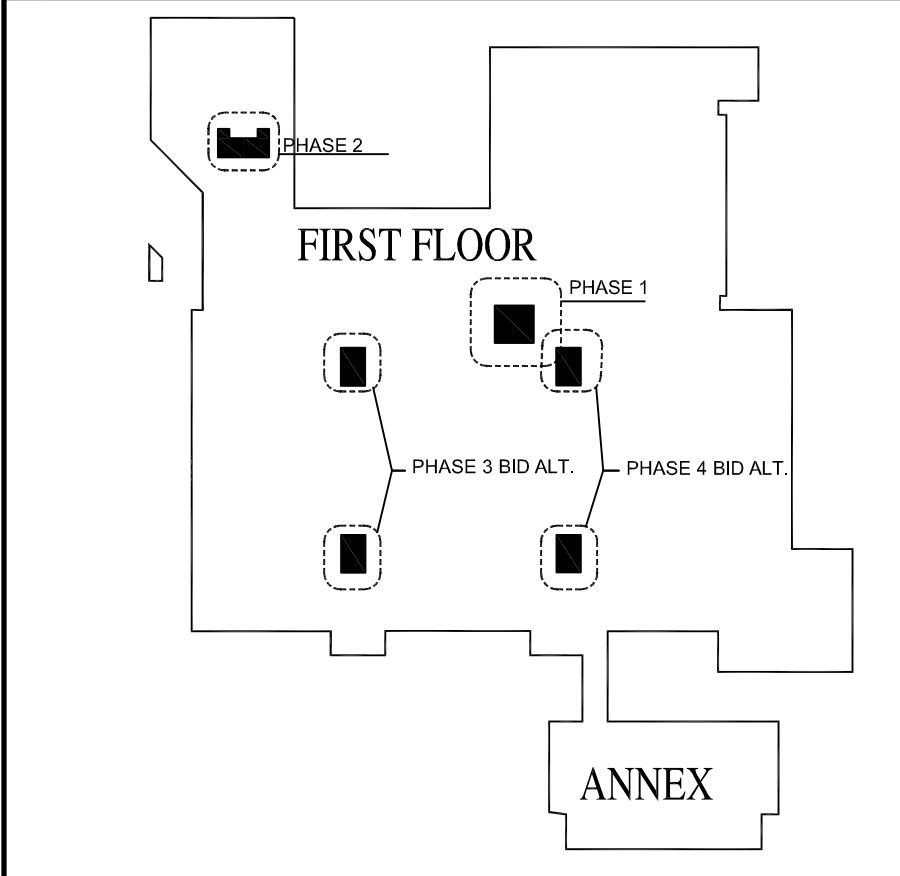 PHASE 2
FIRST FLOOR
PHASE 1
PHASE 3 BID ALT.
PHASE 4 BID ALT.
ANNEX